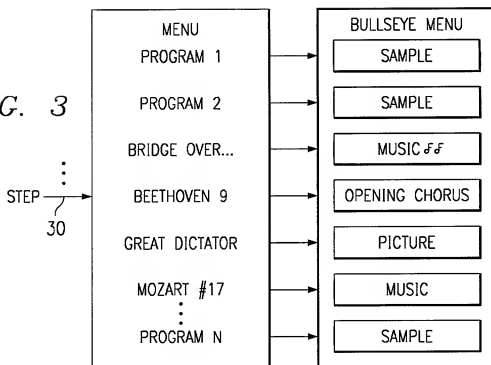 MENU
BULLSEYE MENU
PROGRAM 1
SAMPLE
PROGRAM 2
SAMPLE
G. 3
BRIDGE OVER...
MUSIC ff
STEP
30
BEETHOVEN 9
OPENING CHORUS
GREAT DICTATOR
PICTURE
MOZART #17
MUSIC
PROGRAM N
SAMPLE